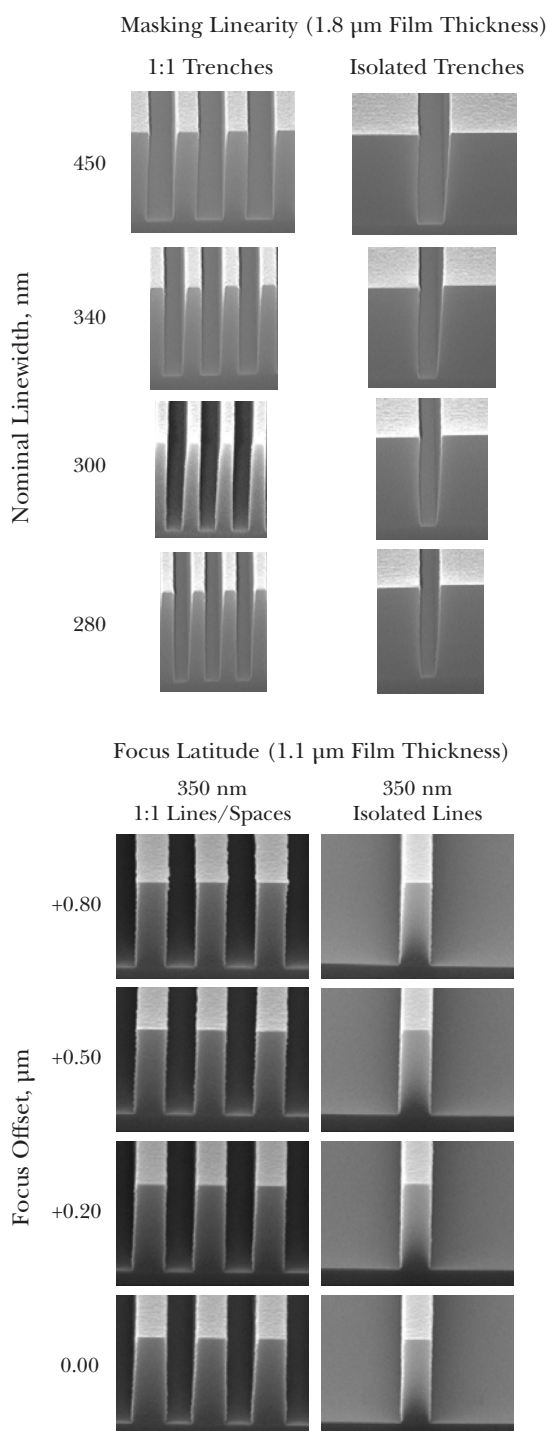 Masking Linearity (1.8 µm Film Thickness)
1:1 Trenches
Isolated Trenches
Nominal Linewidth, nm
450
340
300
280
Focus Latitude (1.1 µm Film Thickness)
350 nm
1:1 Lines/Spaces
350 nm
Isolated Lines
Focus Offset, µm
+0.80
+0.50
+0.20
0.00